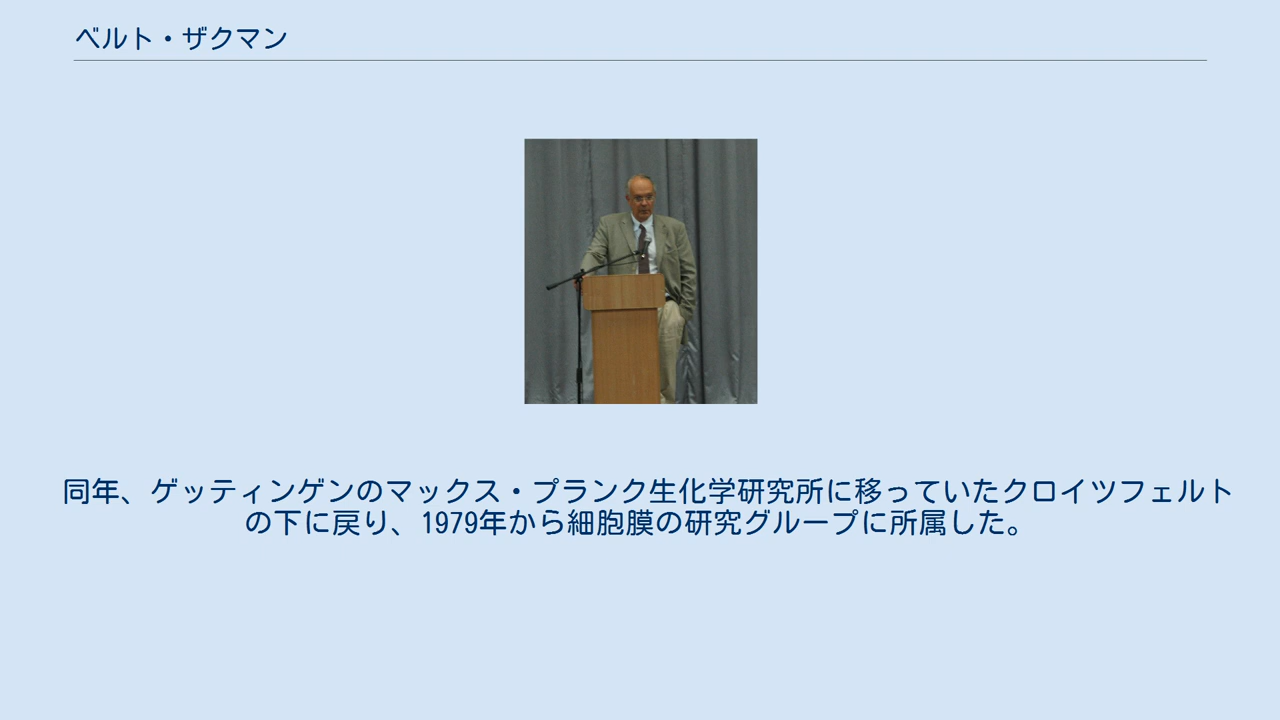 ベルト・ザクマン
同年、ゲッティンゲンのマックス・プランク生化学研究所に移っていたクロイツフェルト
の下に戻り、1979年から細胞膜の研究グループに所属した。